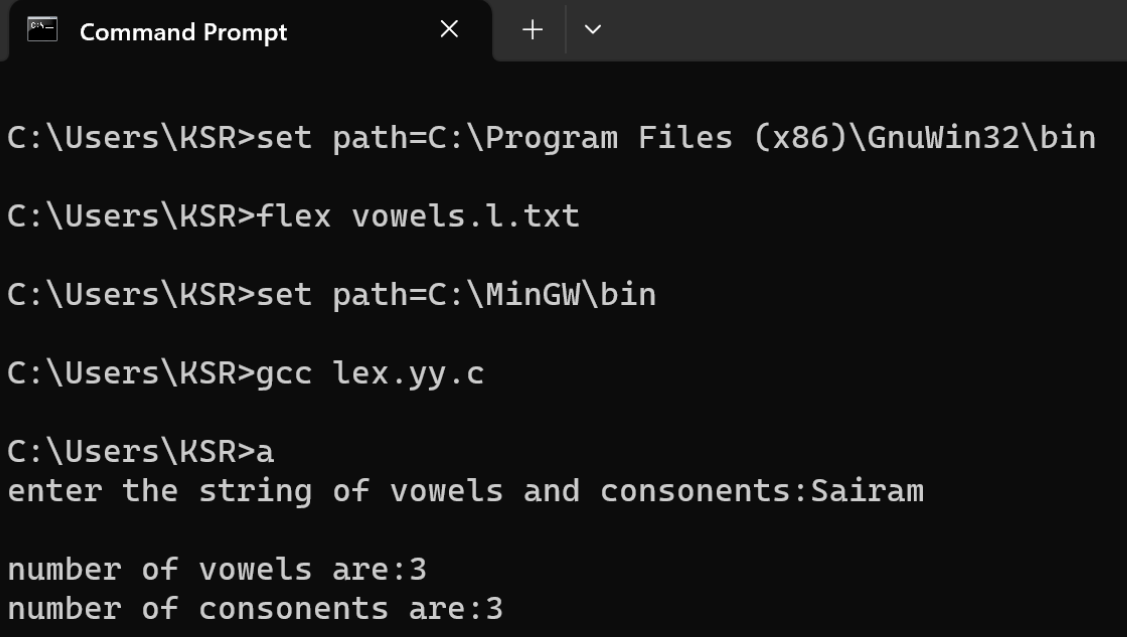 Command Prompt
C:\Users\KSR>set path=C:\Program Files (x86)\GnuWin32\bin
C:\Users\KSR>flex vowels.l.txt
C:\Users\KSR>set path=C:\MinGW\bin
C:\Users\KSR>gcc lex.yy.c
C:\Users\KSR>a
enter the string of vowels and consonents:Sairam
number of vowels are:3
number of consonents are:3